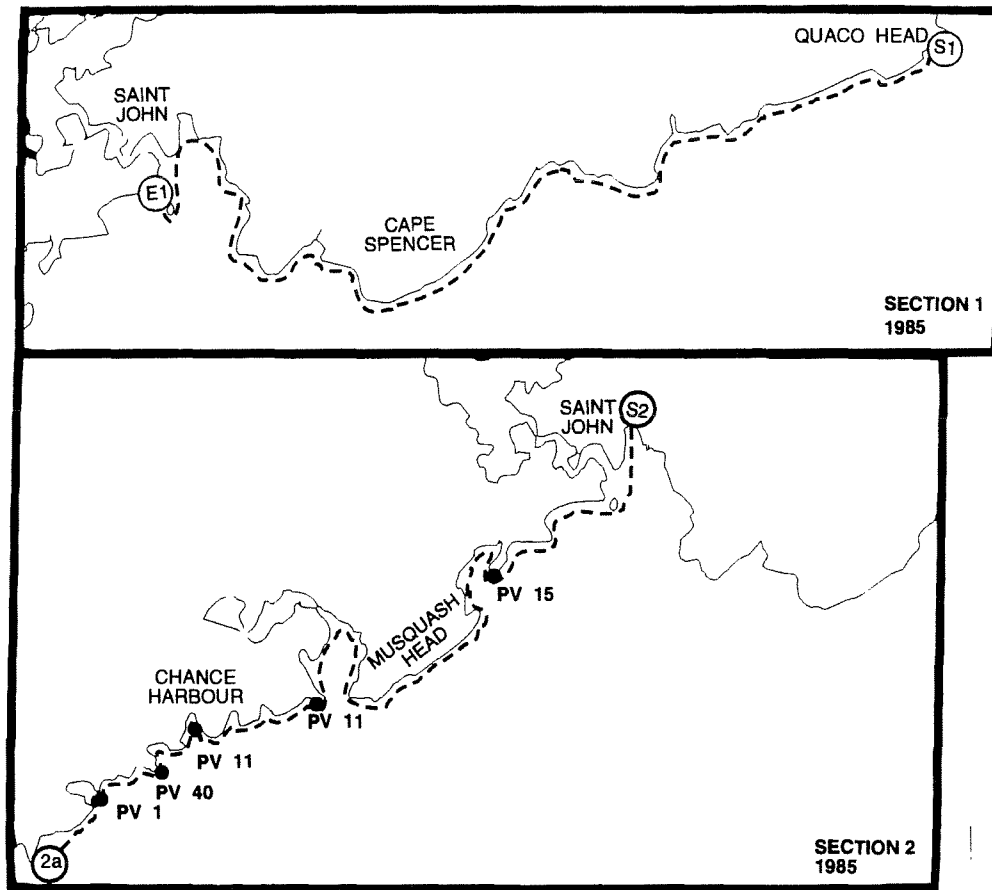 QUACO HEAD
S1
SAINT
JOHN
E1
CAPE
SPENCER
SECTION 1
1985
SAINT
JOHN
S2
PV 15
MUSQUASH
HEAD
CHANCE
HARBOUR
PV 11
PV 11
PV 40
PV 1
2a
SECTION 2
1985